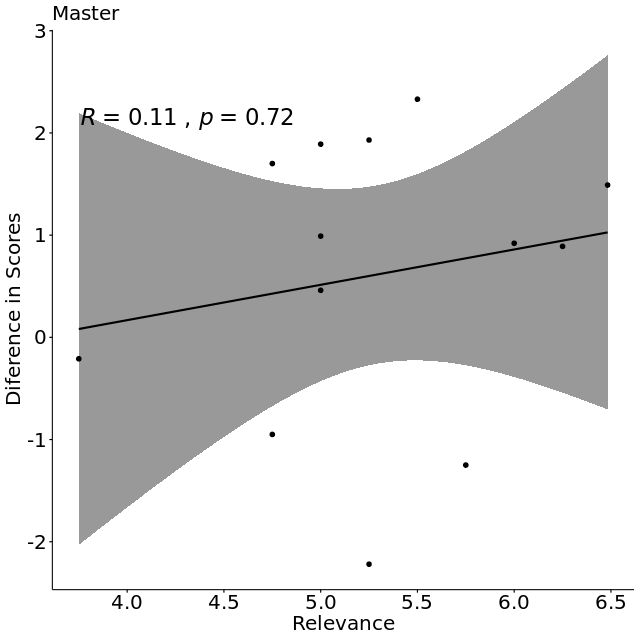 Master
3
R = 0.11 , p = 0.72
2
1
0
-1
-2
Diference in Scores
4.0 4.5 5.0 5.5 6.0 6.5
Relevance